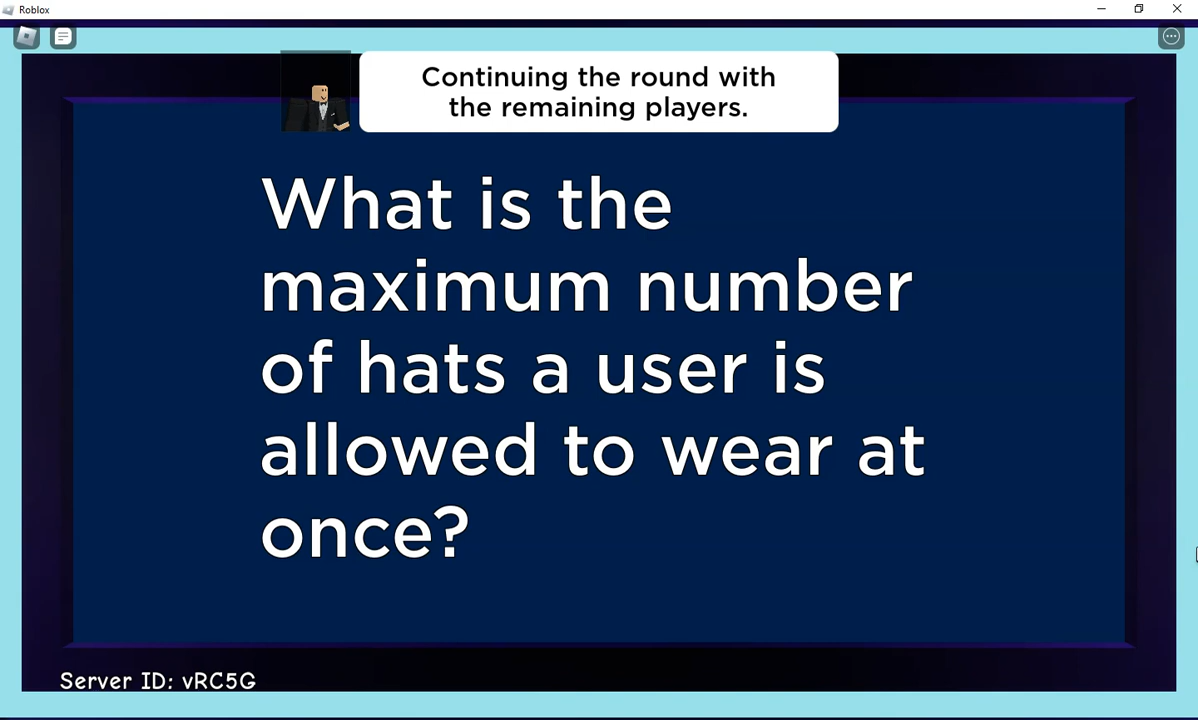 Roblox
Continuing the round with
the remaining players.
What is the
maximum number
of hats a user is
allowed to wear at
once?
Server ID: vRC5G